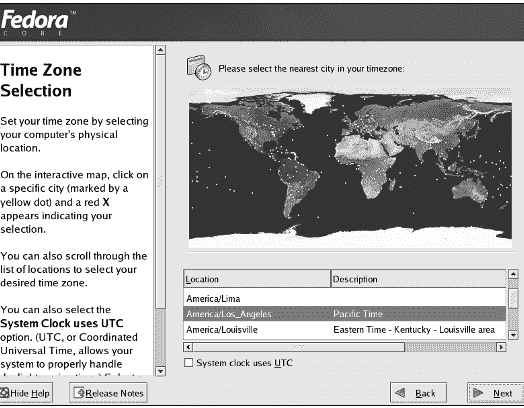 Fedora™
CORE
Time Zone
Selection
Set your time zone by selecting
your computer's physical
location.
On the interactive map, click on
a specific city (marked by a
yellow dot) and a red X
appears indicating your
selection.
You can also scroll through the
list of locations to select your
desired time zone.
You can also select the
System Clock uses UTC
option. (UTC, or Coordinated
Universal Time, allows your
system to properly handle
Please select the nearest city in your timezone:
Location Description
America/Lima
America/Los_Angeles Pacific Time
America/Louisville Eastern Time - Kentucky - Louisville area
System clock uses UTC
Hide Help
Release Notes
Back
Next